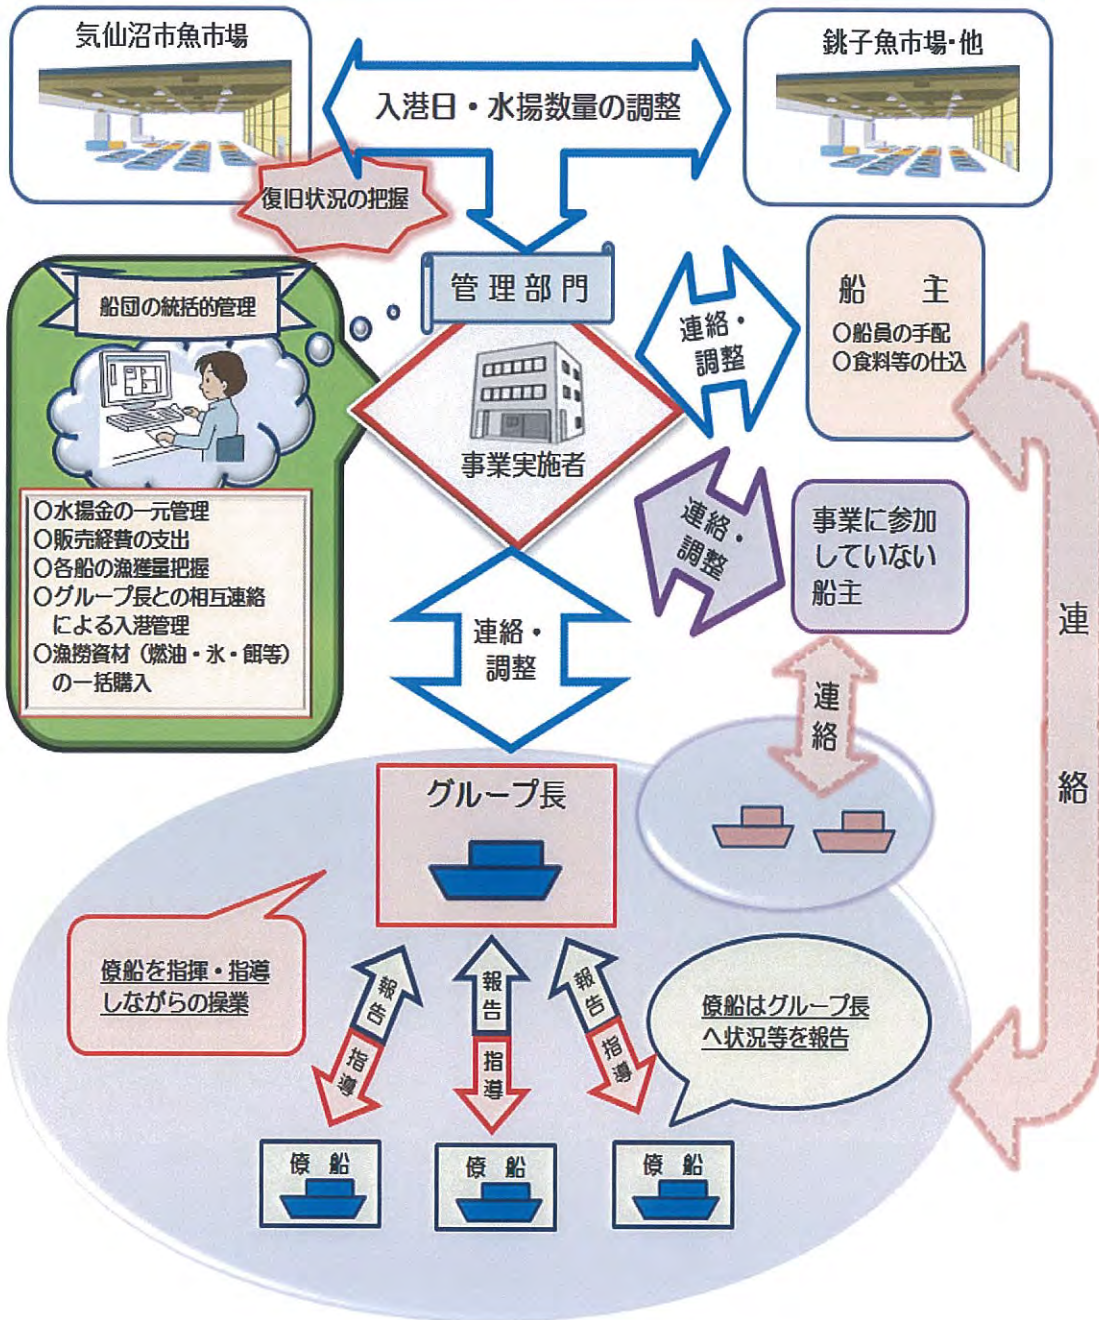 気仙沼市魚市場
銚子魚市場・他
入港日・水揚数量の調整
復旧状況の把握
管理部門
船団の統括的管理
事業実施者
連絡・
調整
船　主
○船員の手配
○食料等の仕込
○水揚金の一元管理
○販売経費の支出
○各船の漁獲量把握
○グループ長との相互連絡
による入港管理
○漁撈資材（燃油・氷・餌等）
の一括購入
連絡・
調整
事業に参加
していない
船主
連絡・
調整
連絡
連絡
グループ長
僚船を指揮・指導
しながらの操業
報告
指導
報告
指導
報告
指導
僚船はグループ長
へ状況等を報告
僚船
僚船
僚船